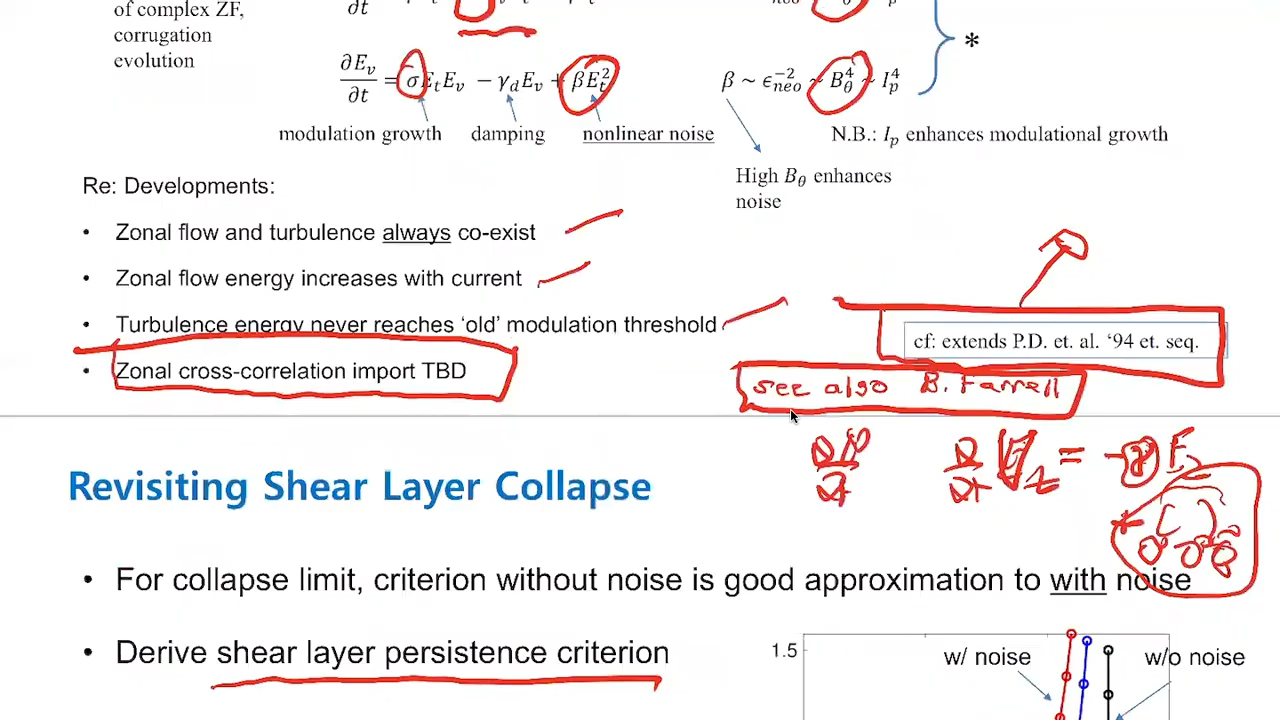 of complex ZF,
corrugation
evolution
∂t
∂E_v/∂t = σE_tE_v − γ_dE_v + βE_t^2
β ~ ϵ_neo^−2 ~ B_θ^4 ~ I_p^4
*
modulation growth damping nonlinear noise
N.B.: I_p enhances modulational growth
High B_θ enhances
noise
Re: Developments:
• Zonal flow and turbulence always co-exist
• Zonal flow energy increases with current
• Turbulence energy never reaches ‘old’ modulation threshold
cf: extends P.D. et. al. ‘94 et. seq.
• Zonal cross-correlation import TBD
see also B. Farrell
Revisiting Shear Layer Collapse
• For collapse limit, criterion without noise is good approximation to with noise
• Derive shear layer persistence criterion
1.5
w/ noise
w/o noise